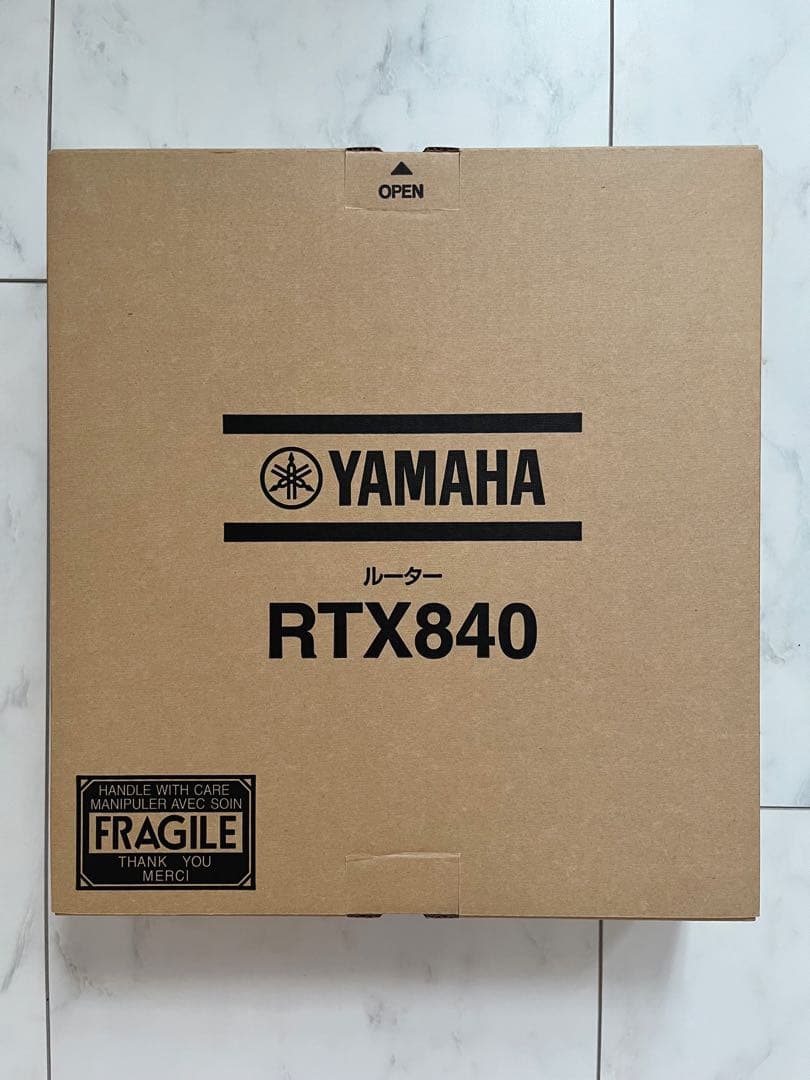 OPEN
YAMAHA
ルーター
RTX840
HANDLE WITH CARE
MANIPULER AVEC SOIN
FRAGILE
THANK YOU
MERCI